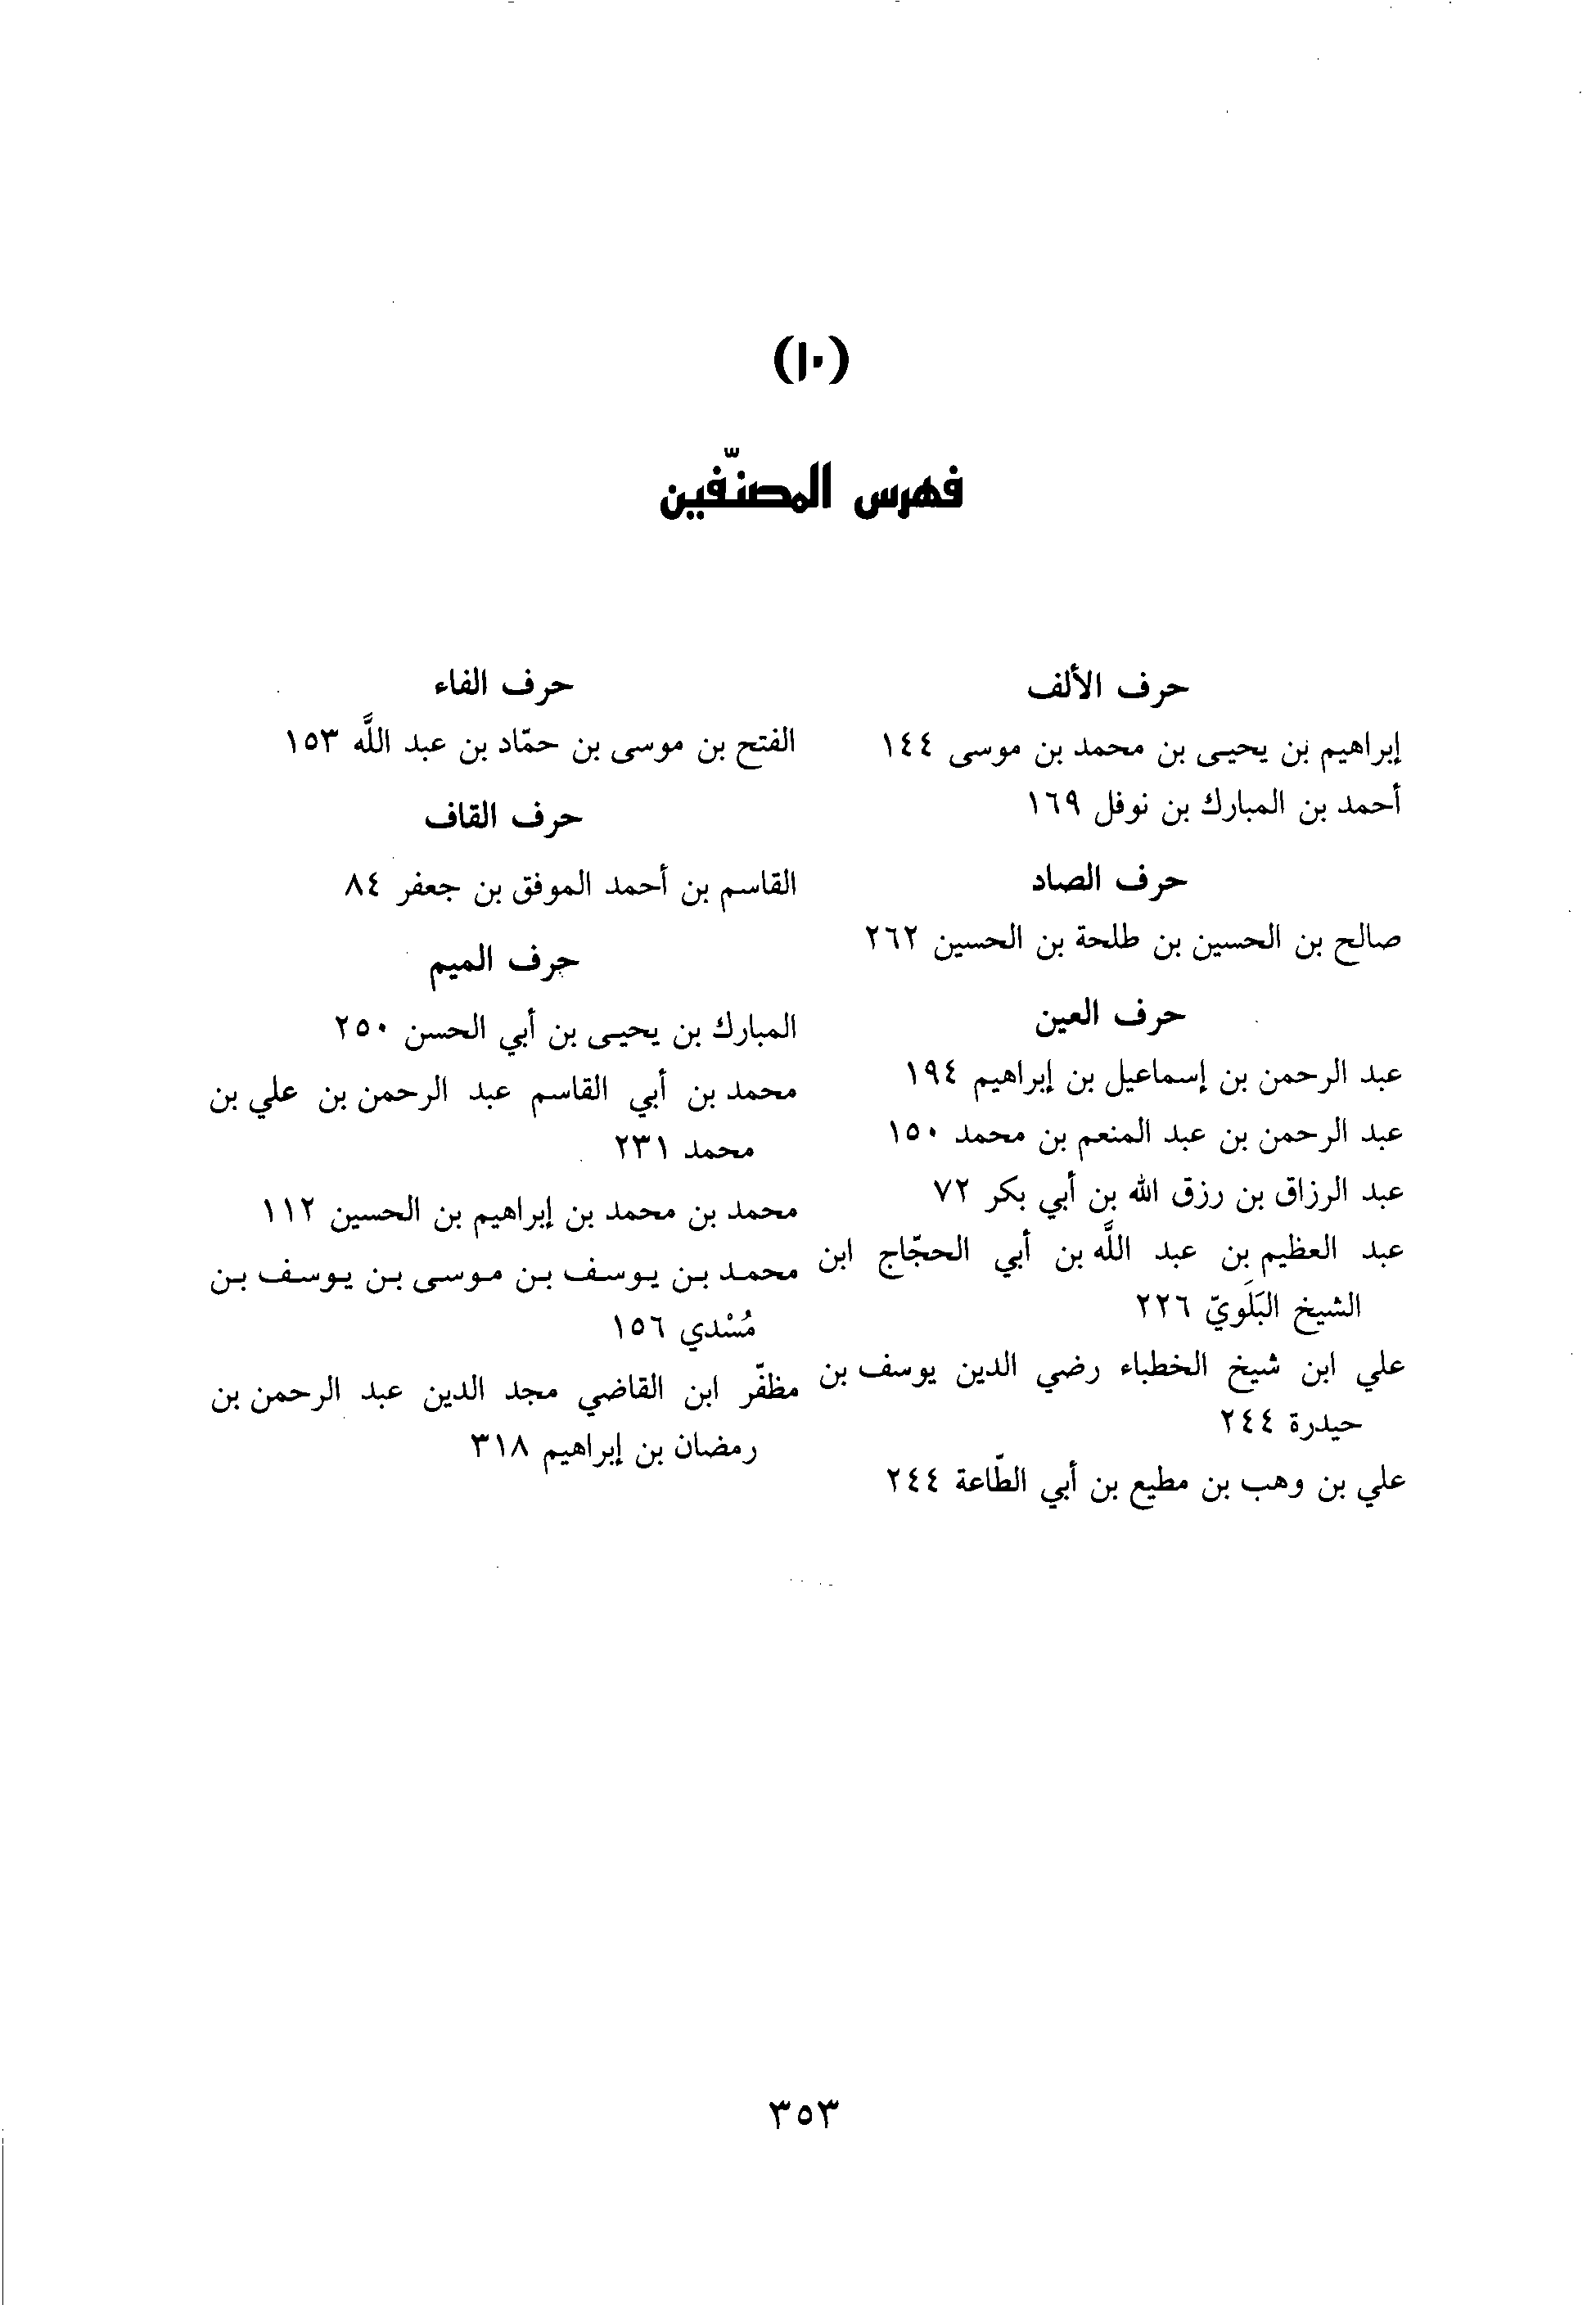 (١٠)
فهرس المصنّفين
حرف الألف
إبراهيم بن يحيى بن محمد بن موسى ١٤٤
أحمد بن المبارك بن نوفل ١٦٩
حرف الصاد
صالح بن الحسين بن طلحة بن الحسين ٢٦٢
حرف العين
عبد الرحمن بن إسماعيل بن إبراهيم ١٩٤
عبد الرحمن بن عبد المنعم بن محمد ١٥٠
عبد الرزاق بن رزق الله بن أبي بكر ٧٢
عبد العظيم بن عبد اللَّه بن أبي الحجّاج ابن
الشيخ البَلَويّ ٢٢٦
علي ابن شيخ الخطباء رضي الدين يوسف بن
حيدرة ٢٤٤
علي بن وهب بن مطيع بن أبي الطّاعة ٢٤٤
حرف الفاء
الفتح بن موسى بن حمّاد بن عبد اللَّه ١٥٣
حرف القاف
القاسم بن أحمد الموفق بن جعفر ٨٤
حرف الميم
المبارك بن يحيى بن أبي الحسن ٢٥٠
محمد بن أبي القاسم عبد الرحمن بن علي بن
محمد ٢٣١
محمد بن محمد بن إبراهيم بن الحسين ١١٢
محمد بن يوسف بن موسى بن يوسف بن
مُسْدي ١٥٦
مظفّر ابن القاضي مجد الدين عبد الرحمن بن
رمضان بن إبراهيم ٣١٨
٣٥٣